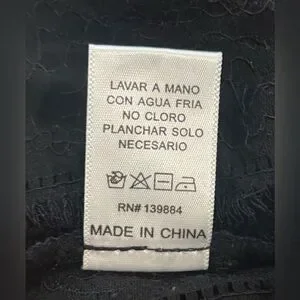 LAVAR A MANO
CON AGUA FRIA
NO CLORO
PLANCHAR SOLO
NECESARIO
RN# 139884
MADE IN CHINA